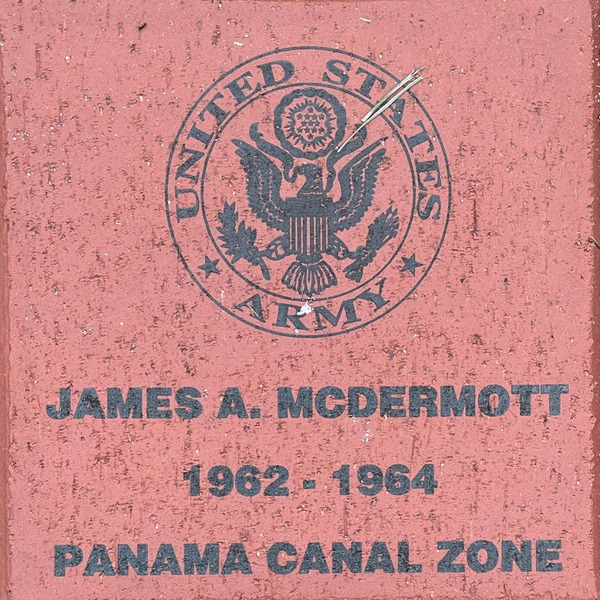 UNITED STATES
ARMY
JAMES A. MCDERMOTT
1962 - 1964
PANAMA CANAL ZONE